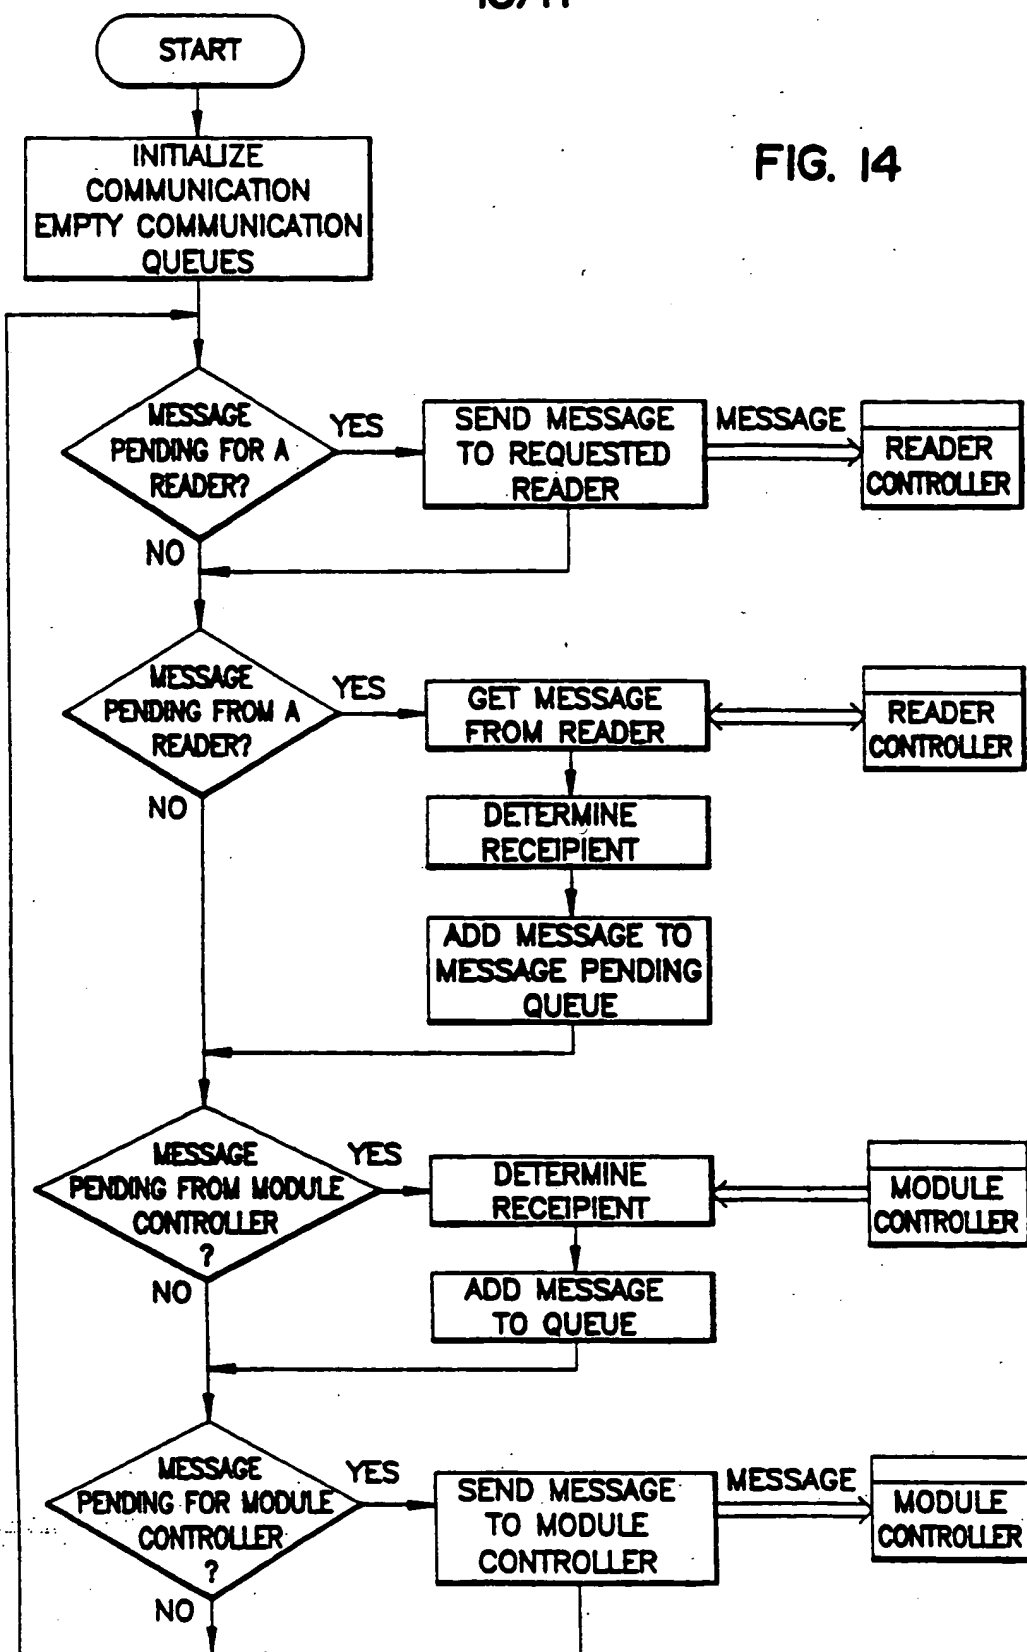 START
FIG. 14
INITIALIZE
COMMUNICATION
EMPTY COMMUNICATION
QUEUES
MESSAGE
PENDING FOR A
READER?
YES
SEND MESSAGE
TO REQUESTED
READER
MESSAGE
READER
CONTROLLER
NO
MESSAGE
PENDING FROM A
READER?
YES
GET MESSAGE
FROM READER
READER
CONTROLLER
NO
DETERMINE
RECEIPIENT
ADD MESSAGE TO
MESSAGE PENDING
QUEUE
MESSAGE
PENDING FROM MODULE
CONTROLLER
?
YES
DETERMINE
RECEIPIENT
MODULE
CONTROLLER
NO
ADD MESSAGE
TO QUEUE
MESSAGE
PENDING FOR MODULE
CONTROLLER
?
YES
SEND MESSAGE
TO MODULE
CONTROLLER
MESSAGE
MODULE
CONTROLLER
NO